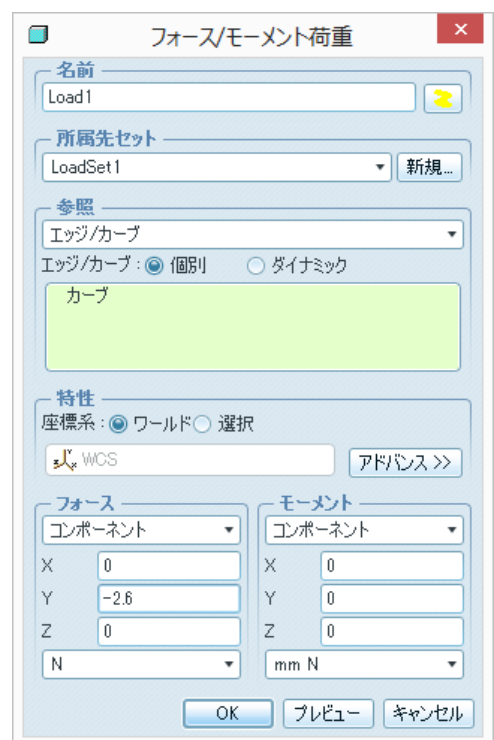 フォース/モーメント荷重
名前
Load1
所属先セット
LoadSet1 新規...
参照
エッジ/カーブ
エッジ/カーブ : 個別 ダイナミック
カーブ
特性
座標系 : ワールド 選択
WCS アドバンス >>
フォース モーメント
コンポーネント コンポーネント
X 0 X 0
Y -2.6 Y 0
Z 0 Z 0
N mm N
OK プレビュー キャンセル